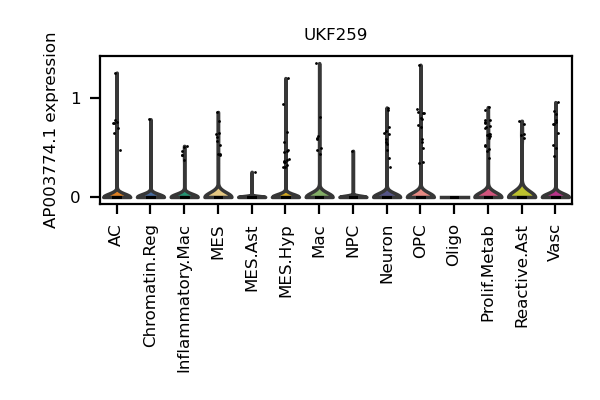 UKF259
AP003774.1 expression
1
0
AC
Chromatin.Reg
Inflammatory.Mac
MES
MES.Ast
MES.Hyp
Mac
NPC
Neuron
OPC
Oligo
Prolif.Metab
Reactive.Ast
Vasc